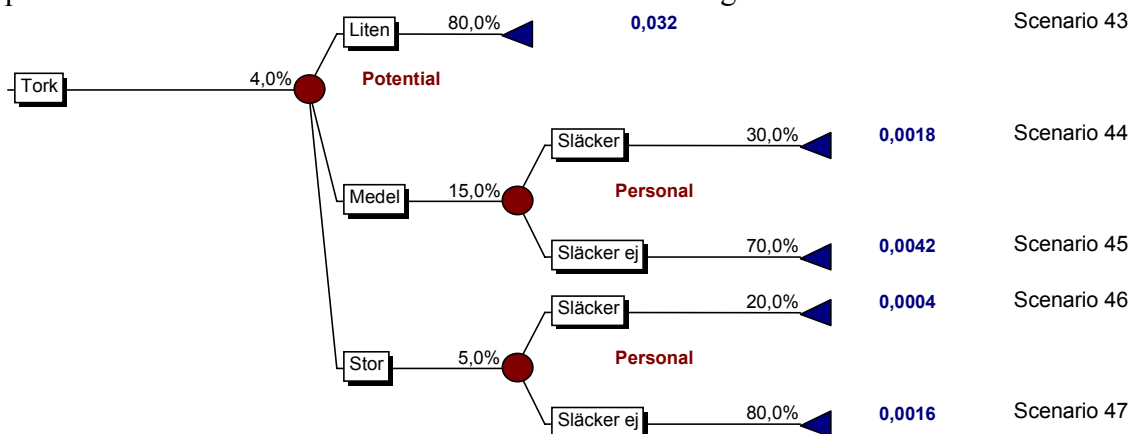 Liten 80,0% 0,032 Scenario 43
Tork 4,0% Potential
Släcker 30,0% 0,0018 Scenario 44
Medel 15,0% Personal
Släcker ej 70,0% 0,0042 Scenario 45
Släcker 20,0% 0,0004 Scenario 46
Stor 5,0% Personal
Släcker ej 80,0% 0,0016 Scenario 47